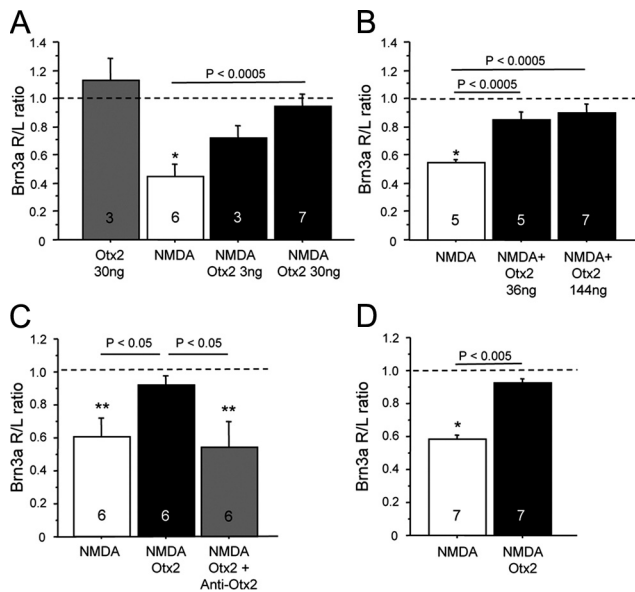 A
Brn3a R/L ratio
1.4
1.2
1.0
0.8
0.6
0.4
0.2
0
P < 0.0005
*
3
6
3
7
Otx2
30ng
NMDA
NMDA
Otx2 3ng
NMDA
Otx2 30ng
B
Brn3a R/L ratio
1.4
1.2
1.0
0.8
0.6
0.4
0.2
0
P < 0.0005
P < 0.0005
*
5
5
7
NMDA
NMDA+
Otx2
36ng
NMDA+
Otx2
144ng
C
Brn3a R/L ratio
1.2
1.0
0.8
0.6
0.4
0.2
0
P < 0.05
P < 0.05
**
**
6
6
6
NMDA
NMDA
Otx2
NMDA
Otx2 +
Anti-Otx2
D
Brn3a R/L ratio
1.2
1.0
0.8
0.6
0.4
0.2
0
P < 0.005
*
7
7
NMDA
NMDA
Otx2